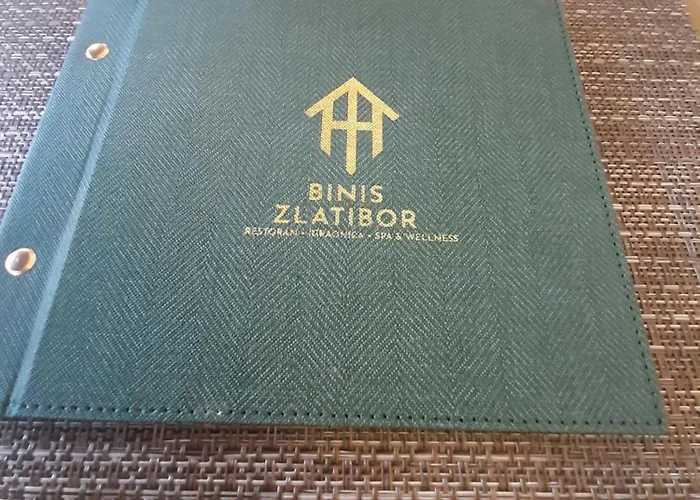 BINIS
ZLATIBOR
RESTORAN • IGRAONICA • SPA & WELLNESS